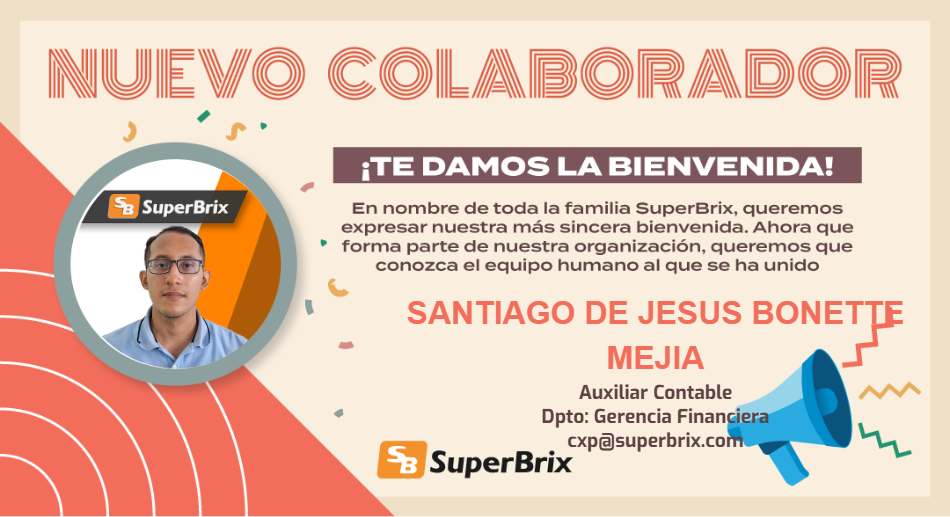 NUEVO COLABORADOR
¡TE DAMOS LA BIENVENIDA!
SB SuperBrix
En nombre de toda la familia SuperBrix, queremos
expresar nuestra más sincera bienvenida. Ahora que
forma parte de nuestra organización, queremos que
conozca el equipo humano al que se ha unido
SANTIAGO DE JESUS BONETTE
MEJIA
Auxiliar Contable
Dpto: Gerencia Financiera
cxp@superbrix.com
SB SuperBrix